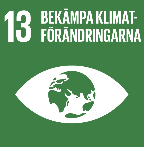 13 BEKÄMPA KLIMAT-
FÖRÄNDRINGARNA